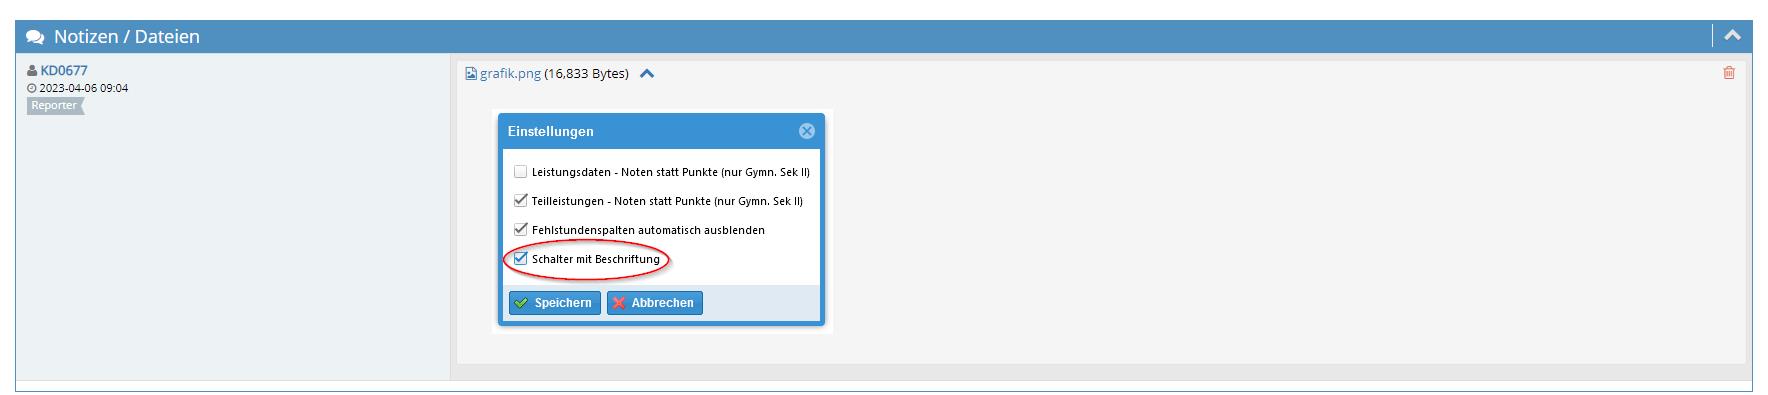 Notizen / Dateien
KD0677
2023-04-06 09:04
Reporter
grafik.png (16,833 Bytes)
Einstellungen
Leistungsdaten - Noten statt Punkte (nur Gymn. Sek II)
Teilleistungen - Noten statt Punkte (nur Gymn. Sek II)
Fehlstundenspalten automatisch ausblenden
Schalter mit Beschriftung
Speichern Abbrechen